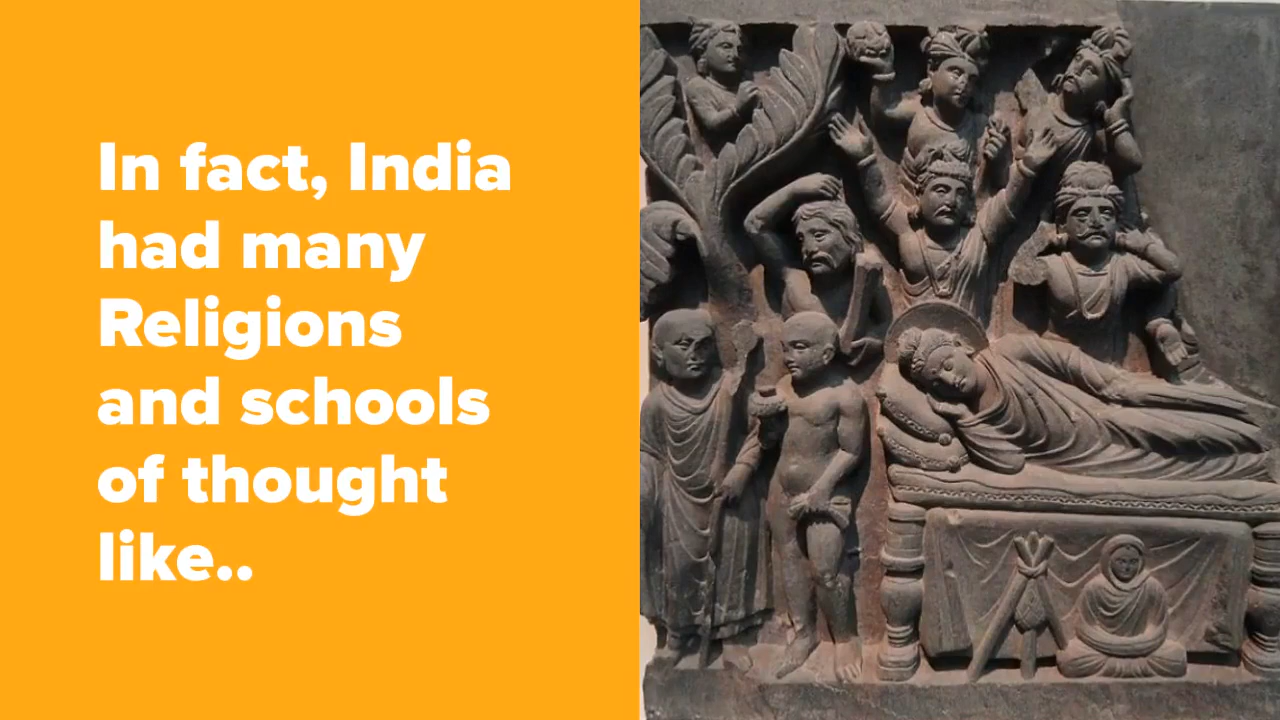 In fact, India
had many
Religions
and schools
of thought
like..